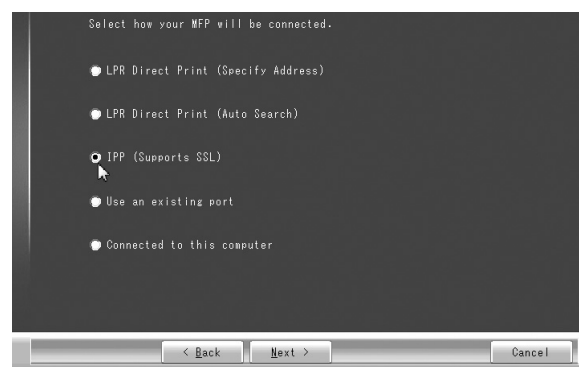 Select how your MFP will be connected.
LPR Direct Print (Specify Address)
LPR Direct Print (Auto Search)
IPP (Supports SSL)
Use an existing port
Connected to this computer
< Back
Next >
Cancel